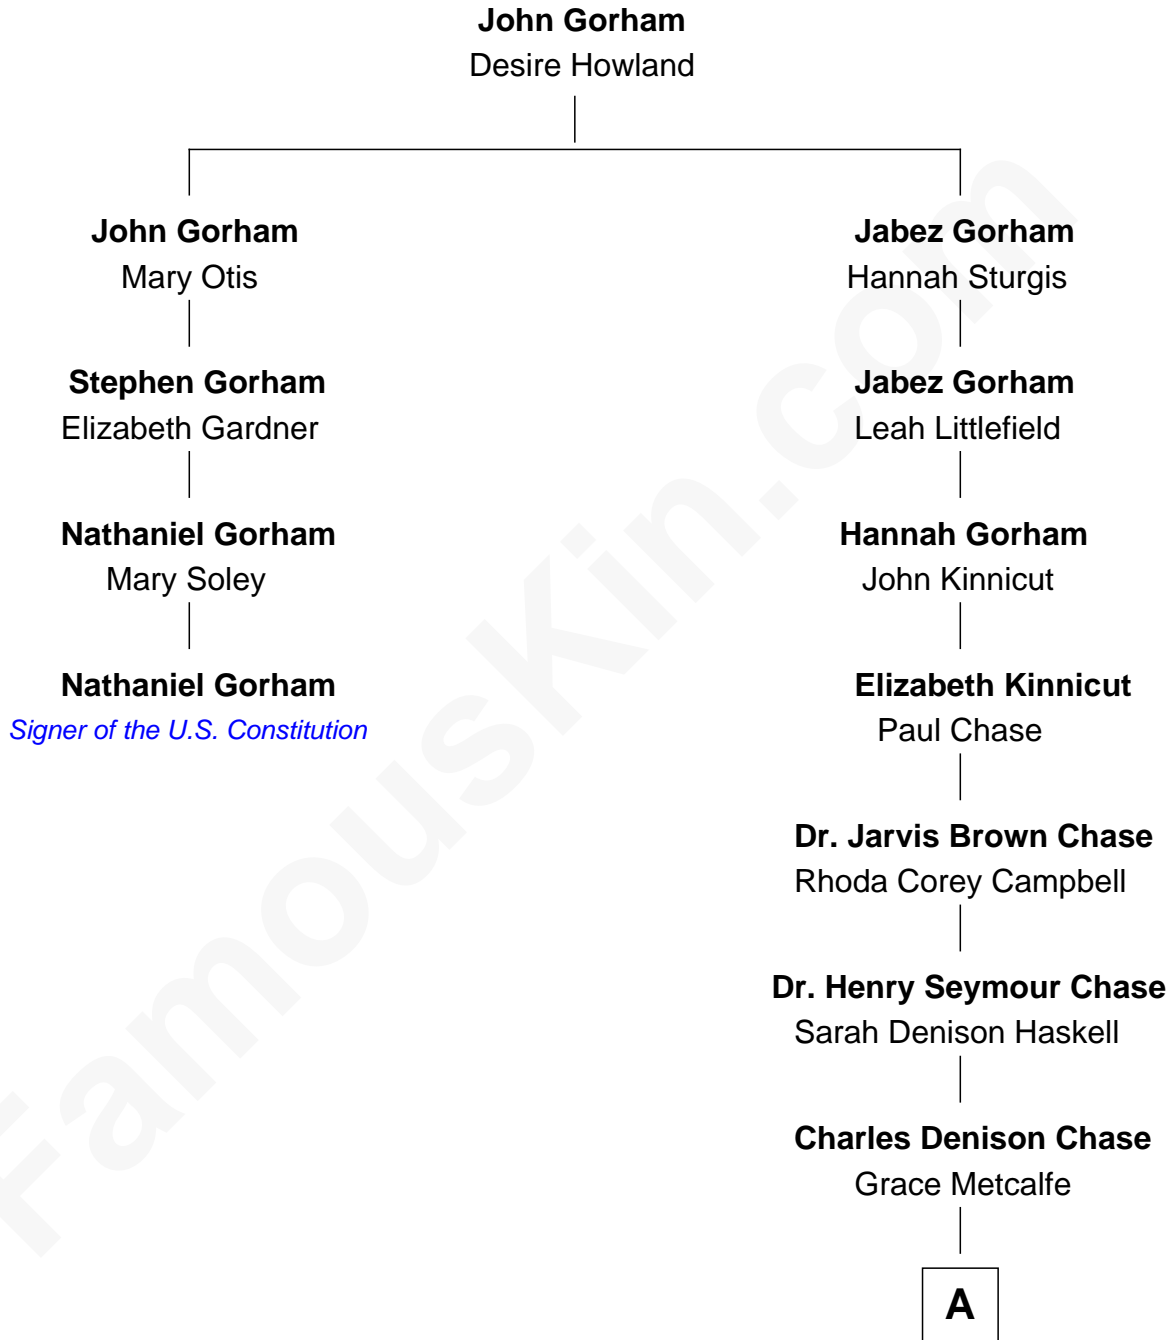 John Gorham
Desire Howland
John Gorham
Mary Otis
Jabez Gorham
Hannah Sturgis
Stephen Gorham
Elizabeth Gardner
Jabez Gorham
Leah Littlefield
Nathaniel Gorham
Mary Soley
Hannah Gorham
John Kinnicut
Nathaniel Gorham
Signer of the U.S. Constitution
Elizabeth Kinnicut
Paul Chase
Dr. Jarvis Brown Chase
Rhoda Corey Campbell
Dr. Henry Seymour Chase
Sarah Denison Haskell
Charles Denison Chase
Grace Metcalfe
A
FamousKin.com